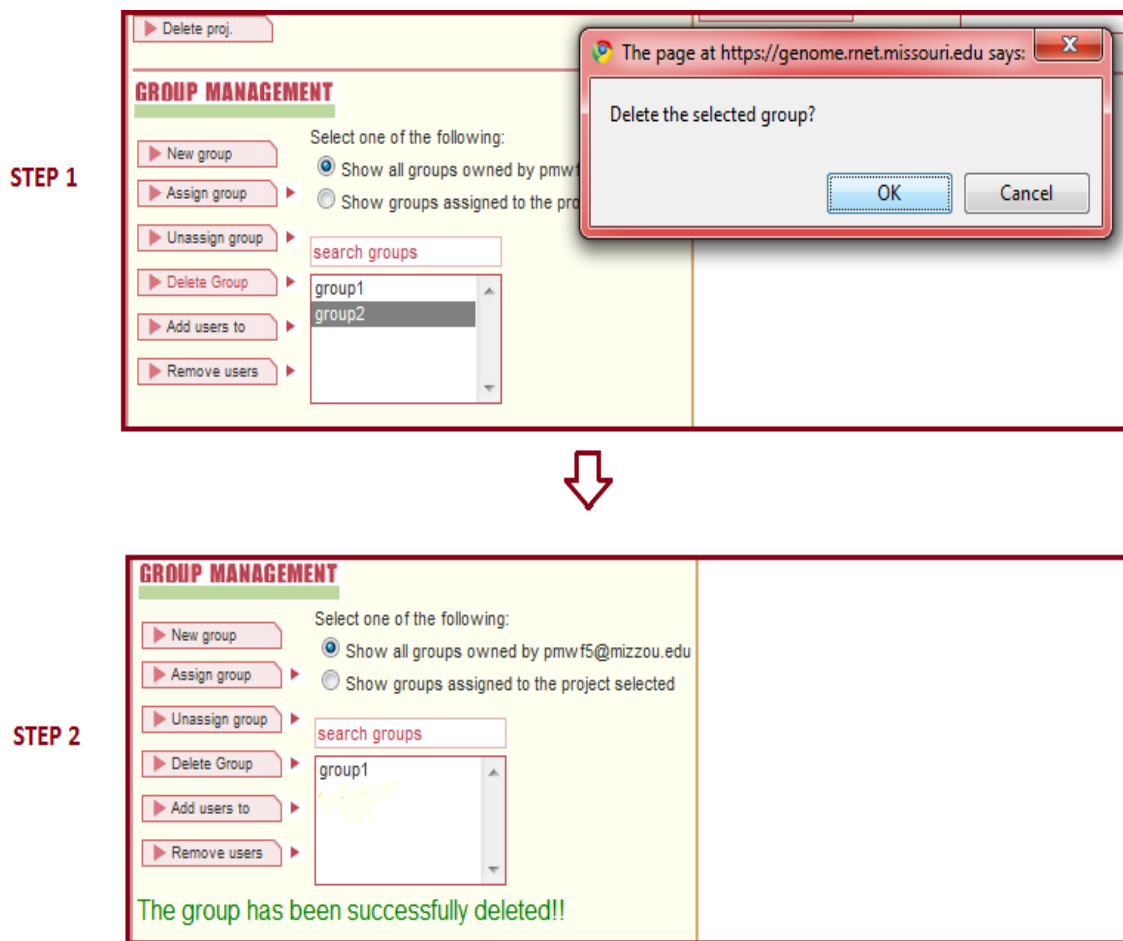 Delete proj.
The page at https://genome.rnet.missouri.edu says:
X
GROUP MANAGEMENT
Delete the selected group?
OK
Cancel
STEP 1
New group
Assign group
Unassign group
Delete Group
Add users to
Remove users
Select one of the following:
Show all groups owned by
Show groups assigned to the
search groups
group1
group2
STEP 2
GROUP MANAGEMENT
New group
Assign group
Unassign group
Delete Group
Add users to
Remove users
Select one of the following:
Show all groups owned by pmwf5@mizzou.edu
Show groups assigned to the project selected
search groups
group1
The group has been successfully deleted!!